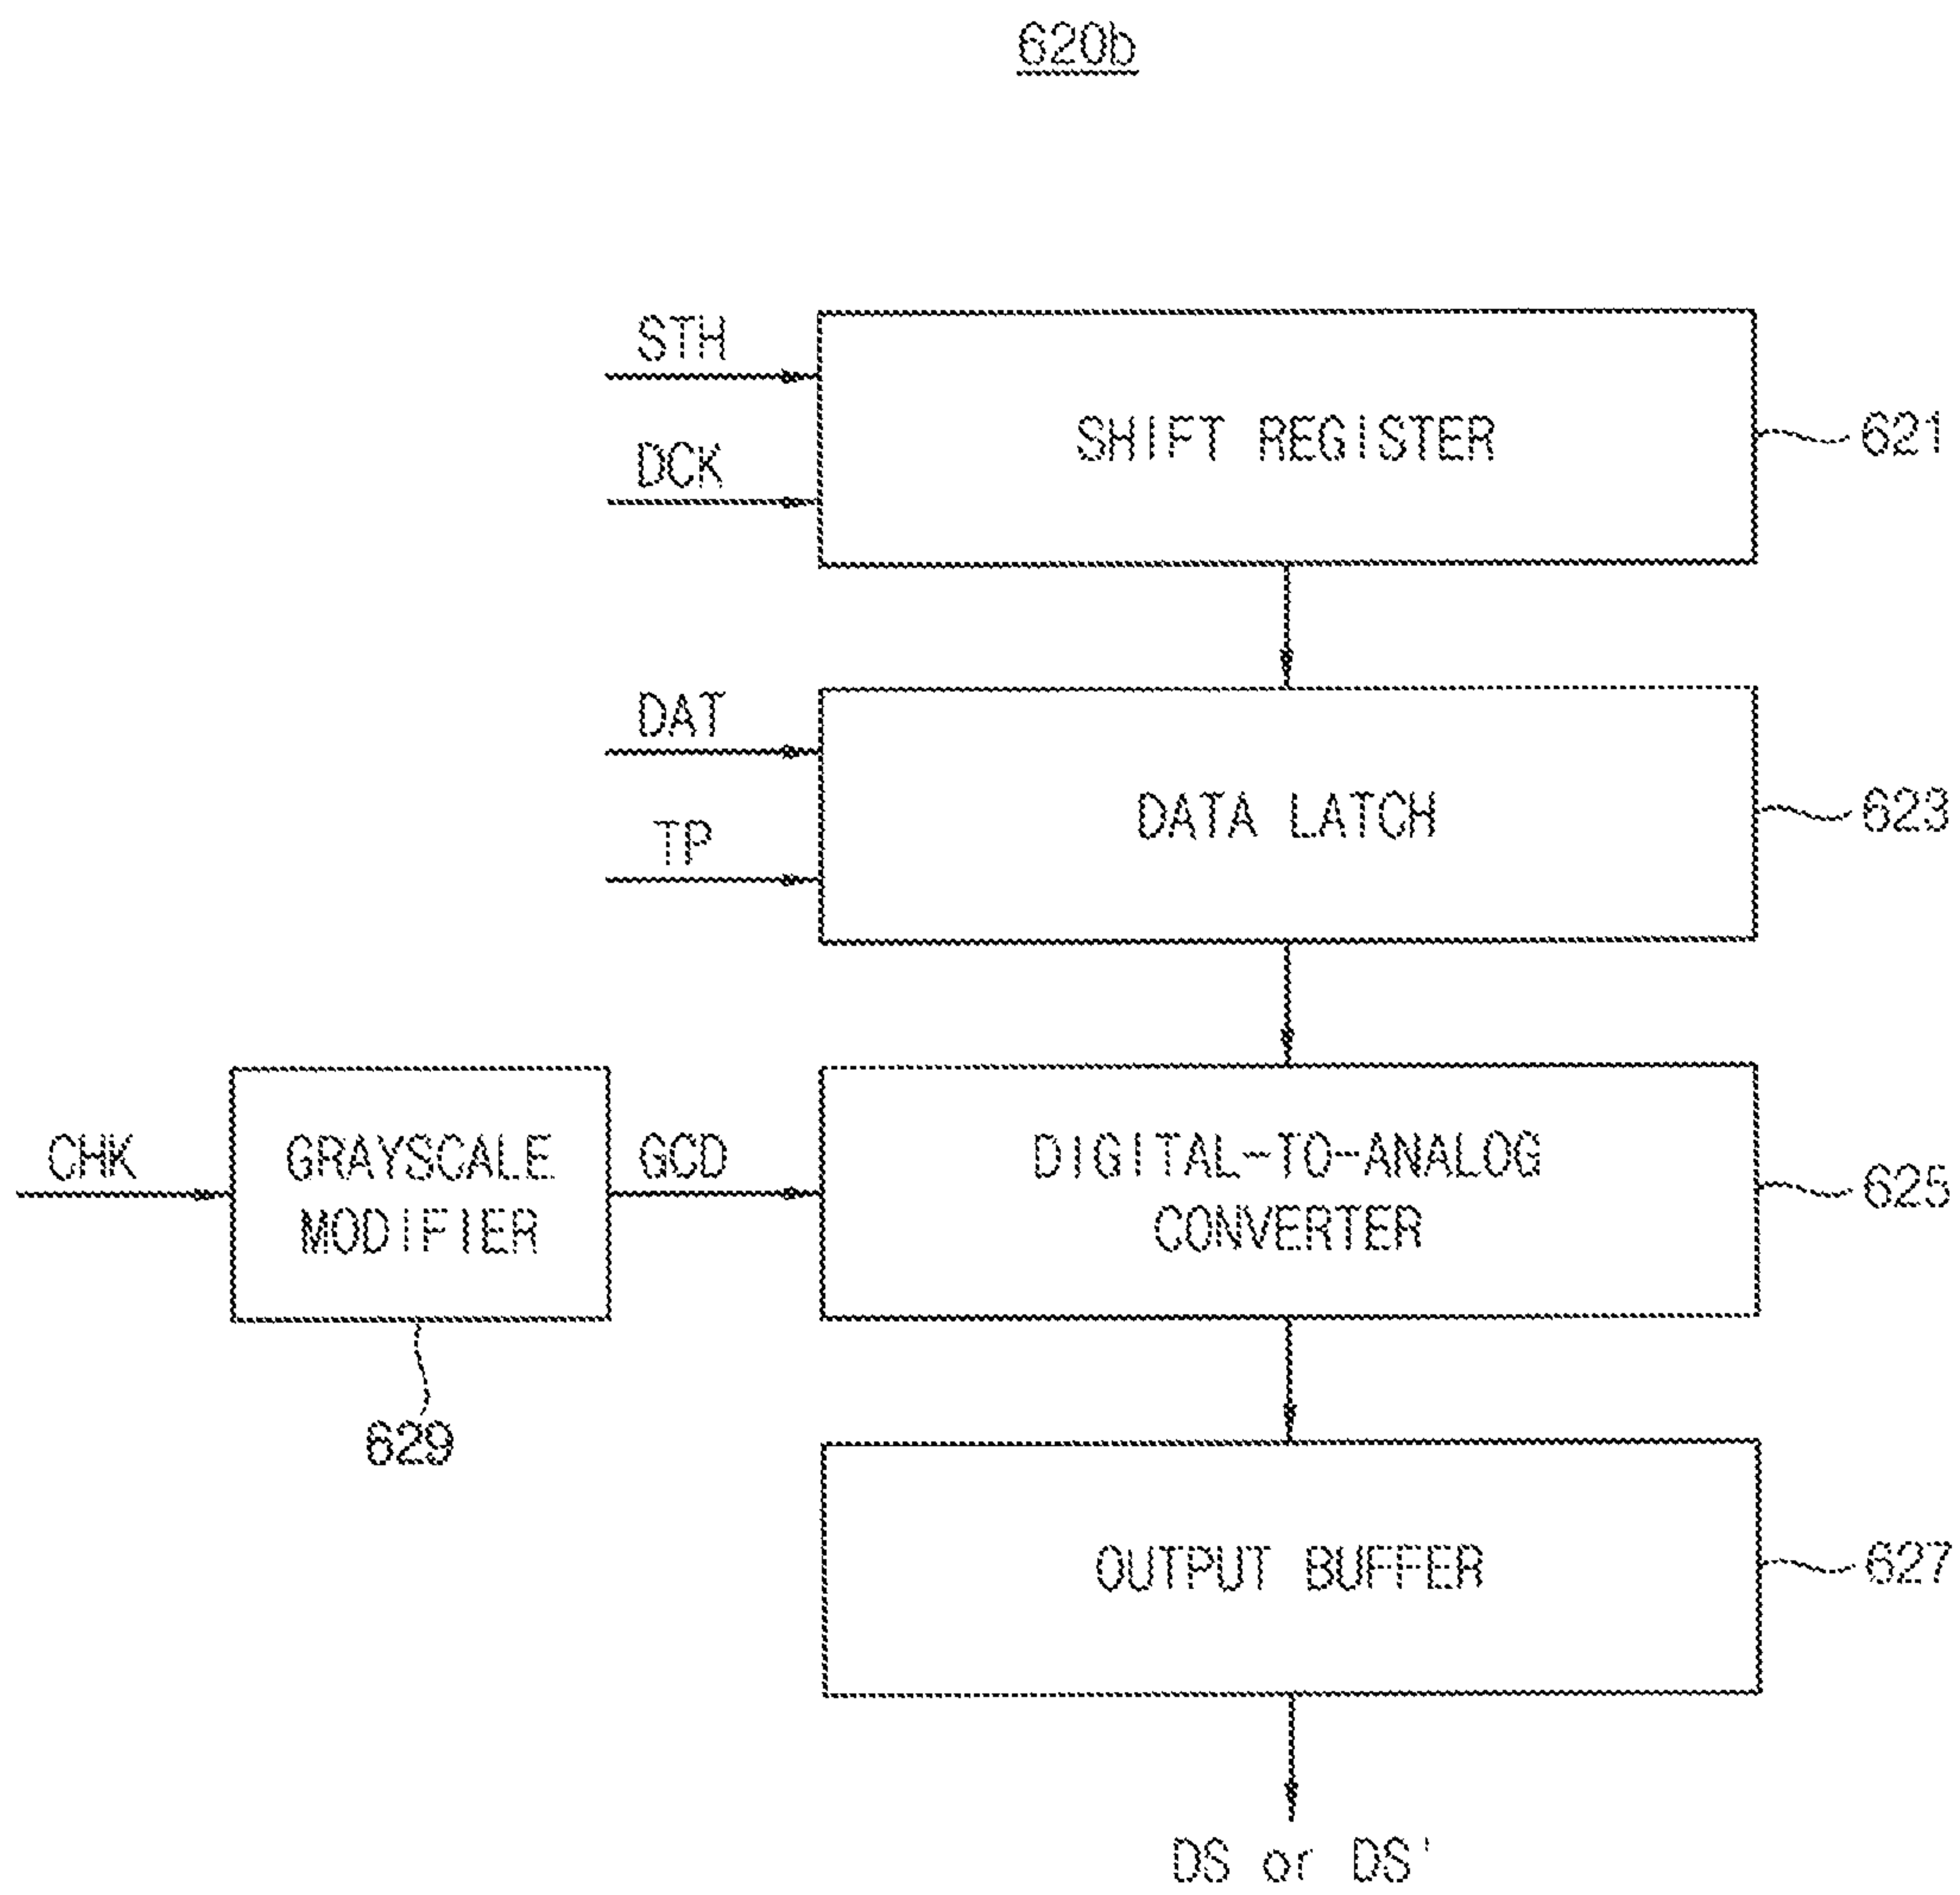 620b
STH
DCK
SHIFT REGISTER
621
DAT
TP
DATA LATCH
623
CHK
GRAYSCALE
MODIFIER
629
GCD
DIGITAL-TO-ANALOG
CONVERTER
625
OUTPUT BUFFER
627
DS or DS'